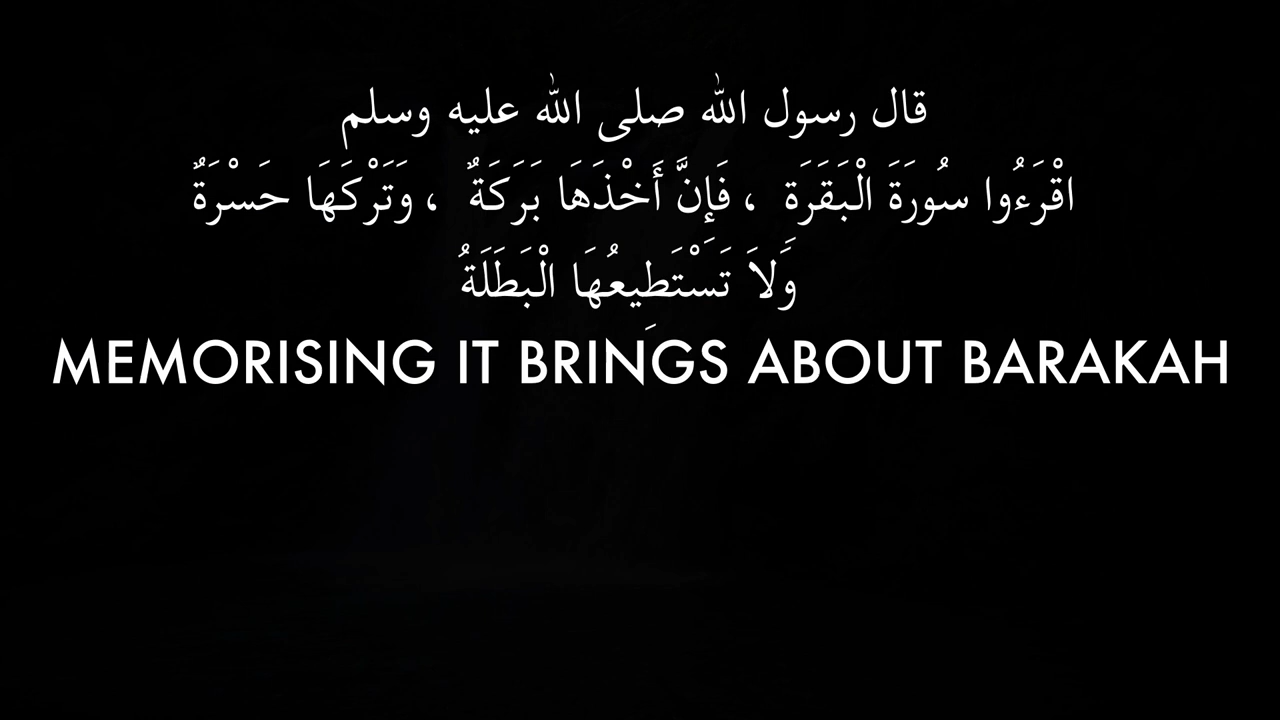 قال رسول الله صلى الله عليه وسلم
اقْرَءُوا سُورَةَ الْبَقَرَةِ ، فَإِنَّ أَخْذَهَا بَرَكَةٌ ، وَتَرْكَهَا حَسْرَةٌ
وَلاَ تَسْتَطِيعُهَا الْبَطَلَةُ
MEMORISING IT BRINGS ABOUT BARAKAH